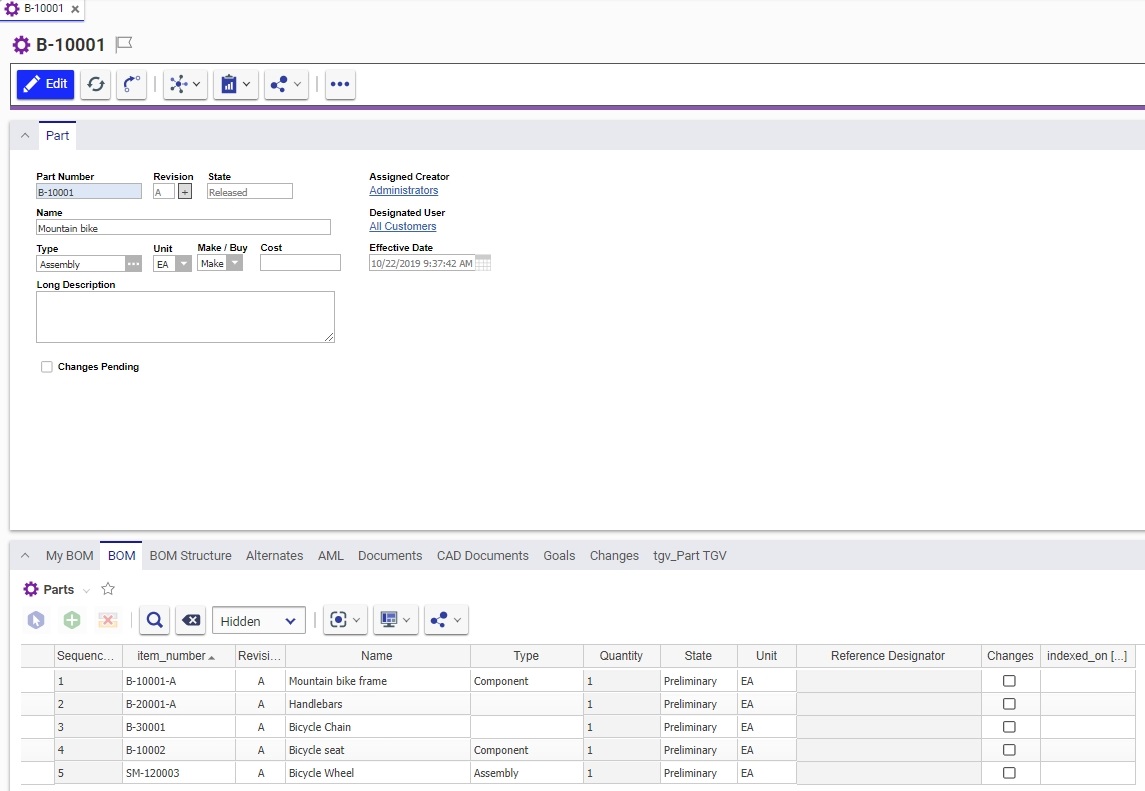 B-10001
B-10001
Edit
Part
Part Number Revision State Assigned Creator
B-10001 A + Released Administrators
Name Designated User
Mountain bike All Customers
Type Unit Make / Buy Cost Effective Date
Assembly EA Make 10/22/2019 9:37:42 AM
Long Description
Changes Pending
My BOM BOM BOM Structure Alternates AML Documents CAD Documents Goals Changes tgv_Part TGV
Parts
Hidden
Sequenc... item_number Revisi... Name Type Quantity State Unit Reference Designator Changes indexed_on [...]
1 B-10001-A A Mountain bike frame Component 1 Preliminary EA
2 B-20001-A A Handlebars 1 Preliminary EA
3 B-30001 A Bicycle Chain 1 Preliminary EA
4 B-10002 A Bicycle seat Component 1 Preliminary EA
5 SM-120003 A Bicycle Wheel Assembly 1 Preliminary EA